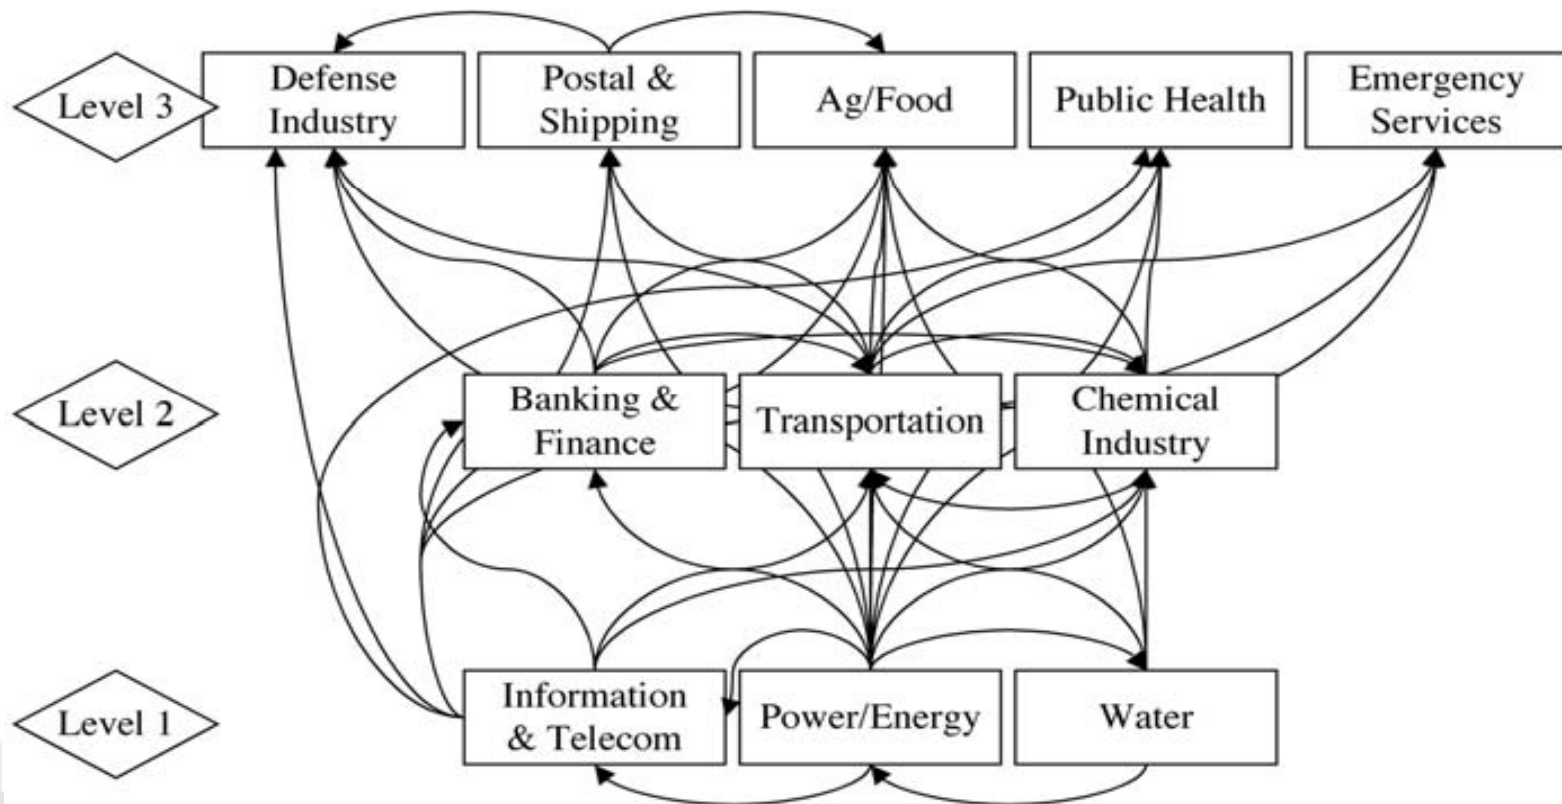 Level 3
Defense
Industry
Postal &
Shipping
Ag/Food
Public Health
Emergency
Services
Level 2
Banking &
Finance
Transportation
Chemical
Industry
Level 1
Information
& Telecom
Power/Energy
Water